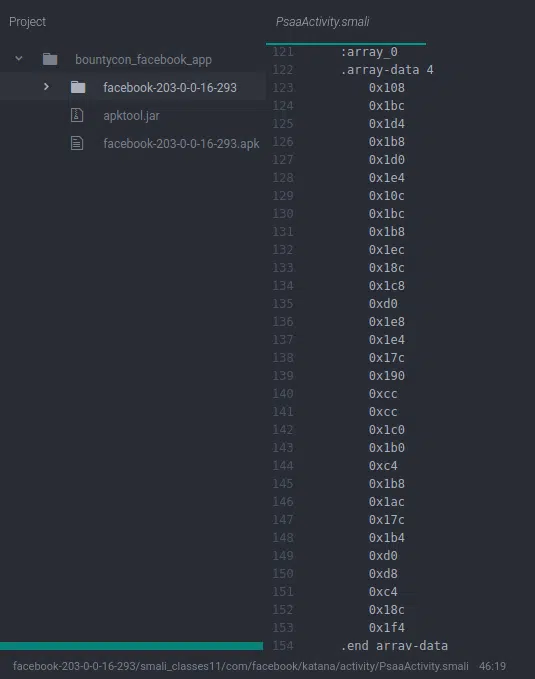 Project
bountycon_facebook_app
facebook-203-0-0-16-293
apktool.jar
facebook-203-0-0-16-293.apk
PsaaActivity.smali
121 :array_0
122 .array-data 4
123 0x108
124 0x1bc
125 0x1d4
126 0x1b8
127 0x1d0
128 0x1e4
129 0x10c
130 0x1bc
131 0x1b8
132 0x1ec
133 0x18c
134 0x1c8
135 0xd0
136 0x1e8
137 0x1e4
138 0x17c
139 0x190
140 0xcc
141 0xcc
142 0x1c0
143 0x1b0
144 0xc4
145 0x1b8
146 0x1ac
147 0x17c
148 0x1b4
149 0xd0
150 0xd8
151 0xc4
152 0x18c
153 0x1f4
154 .end array-data
facebook-203-0-0-16-293/smali_classes11/com/facebook/katana/activity/PsaaActivity.smali 46:19